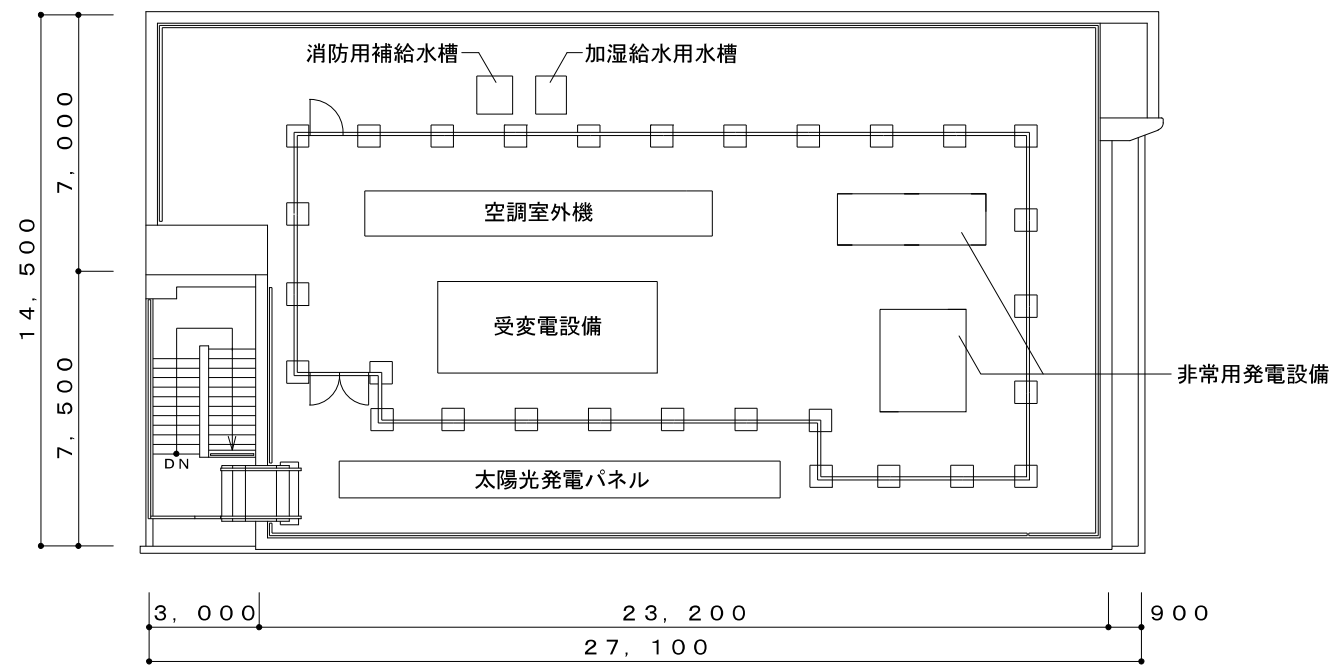 消防用補給水槽
加湿給水用水槽
7, 000
14, 500
7, 500
空調室外機
受変電設備
非常用発電設備
DN
太陽光発電パネル
3, 000
23, 200
900
27, 100